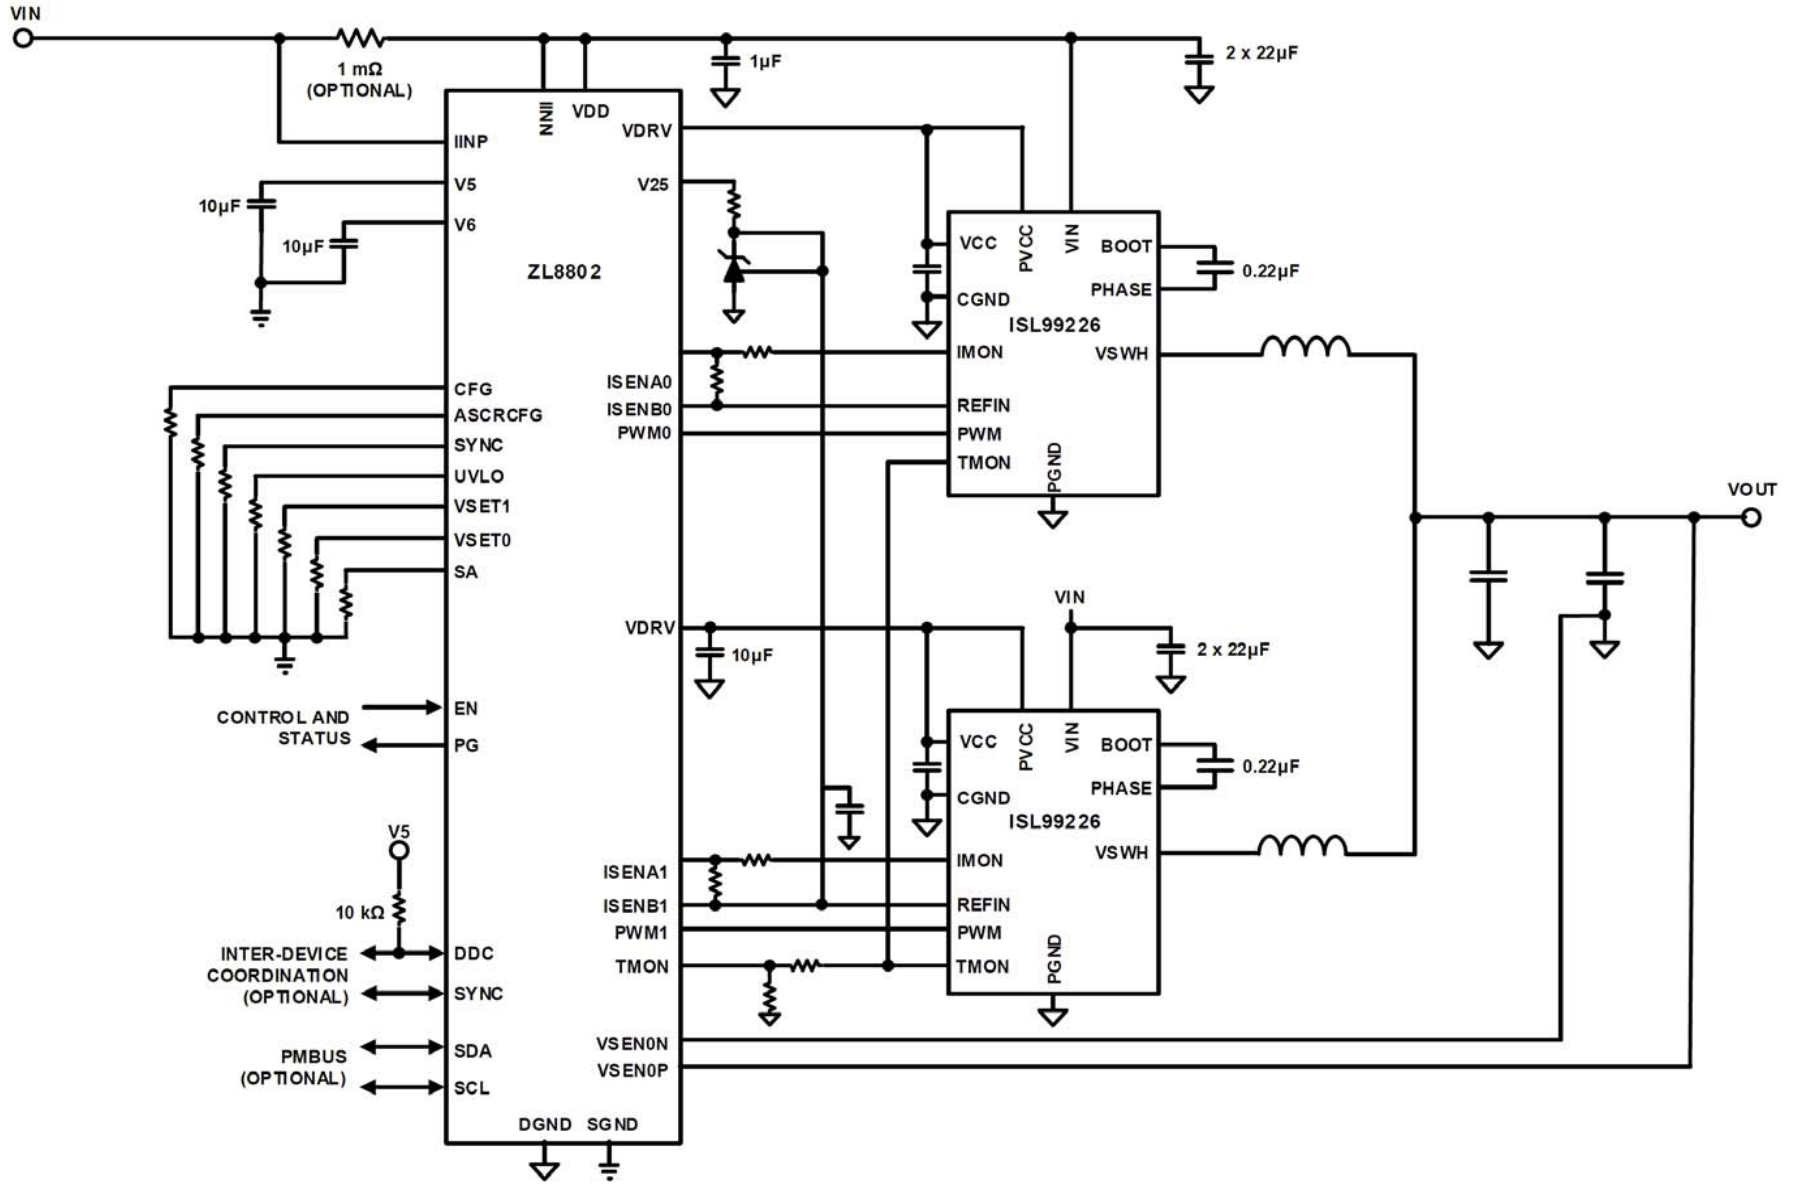 VIN
1 mΩ
(OPTIONAL)
1µF
2 x 22µF
IINN
VDD
VDRV
IINP
V25
V5
10µF
V6
10µF
ZL8802
VCC
PVCC
VIN
BOOT
0.22µF
PHASE
CGND
ISL99226
IMON
VSWH
ISENA0
CFG
ISENB0
REFIN
ASCRCFG
PWM0
PWM
SYNC
TMON
PGND
UVLO
VOUT
VSET1
VSET0
SA
VIN
VDRV
10µF
2 x 22µF
CONTROL AND
STATUS
EN
PG
VCC
PVCC
VIN
BOOT
0.22µF
PHASE
CGND
ISL99226
V5
VSWH
IMON
ISENA1
ISENB1
REFIN
10 kΩ
PWM1
PWM
INTER-DEVICE
COORDINATION
(OPTIONAL)
DDC
TMON
TMON
PGND
SYNC
VSEN0N
PMBUS
(OPTIONAL)
SDA
VSEN0P
SCL
DGND
SGND